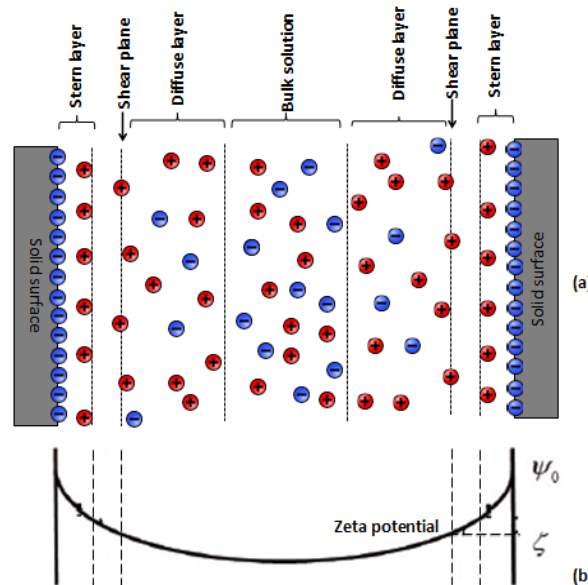 Stern layer
Shear plane
Diffuse layer
Bulk solution
Diffuse layer
Shear plane
Stern layer
Solid surface
Solid surface
(a)
ψ0
Zeta potential
ζ
(b)